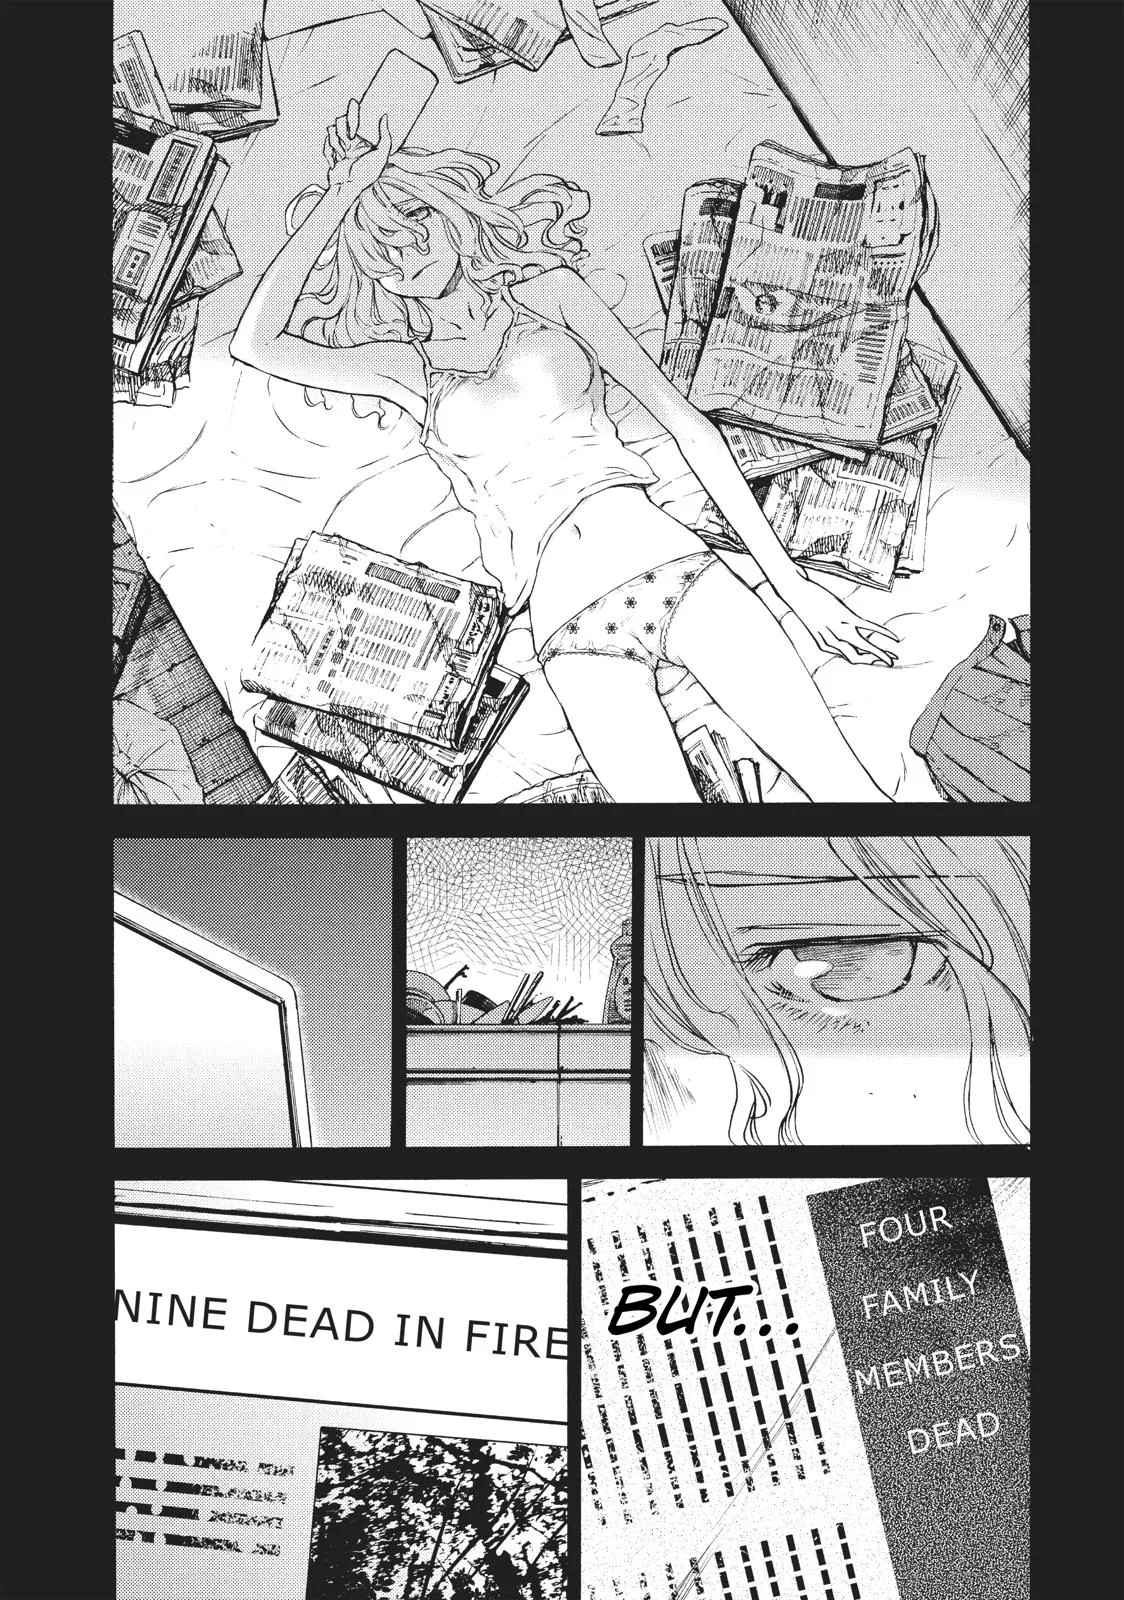 NINE DEAD IN FIRE
BUT...
FOUR
FAMILY
MEMBERS
DEAD